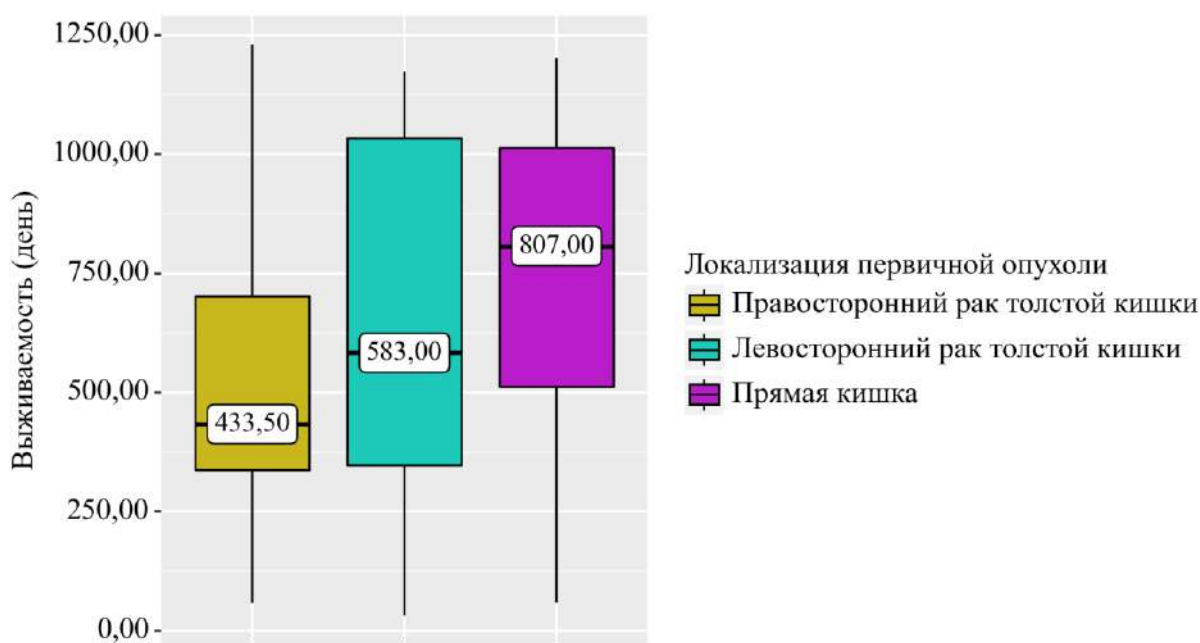 1250,00
1000,00
750,00
500,00
250,00
0,00
Выживаемость (день)
433,50
583,00
807,00
Локализация первичной опухоли
Правосторонний рак толстой кишки
Левосторонний рак толстой кишки
Прямая кишка